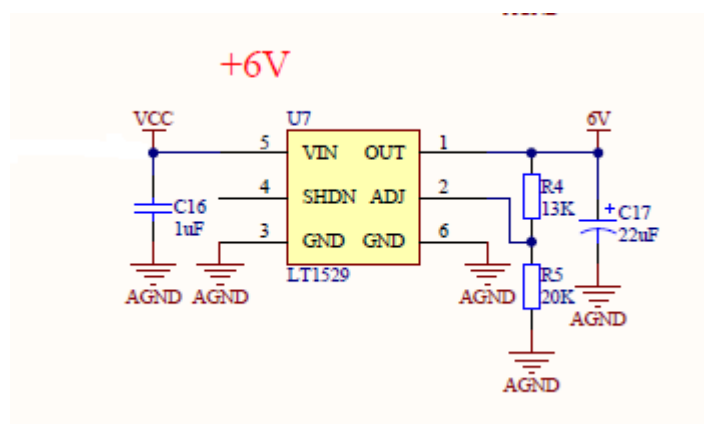 AGND
+6V
VCC
U7
6V
5
VIN
OUT
1
4
SHDN
ADJ
2
R4
13K
C16
1uF
+
C17
22uF
3
GND
GND
6
LT1529
R5
20K
AGND
AGND
AGND
AGND
AGND